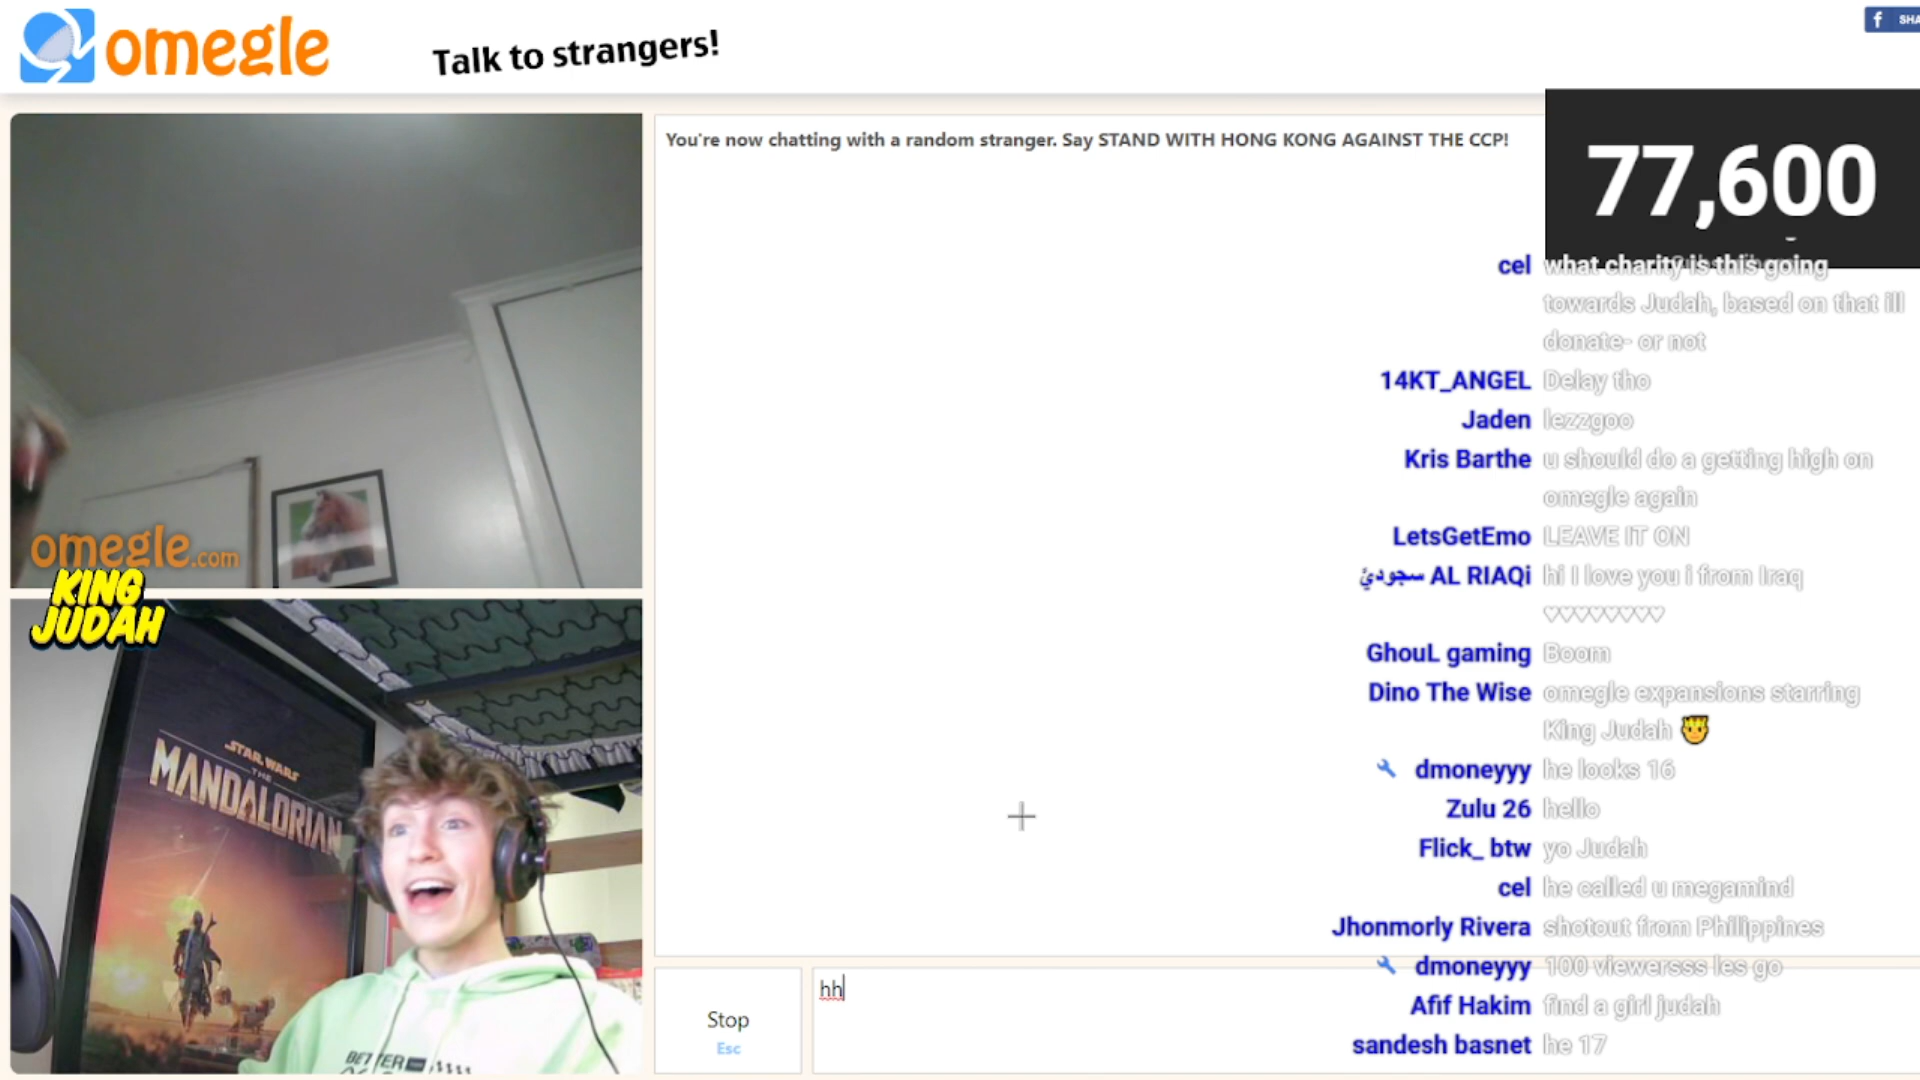 omegle
Talk to strangers!
f SHA
You're now chatting with a random stranger. Say STAND WITH HONG KONG AGAINST THE CCP!
77,600
cel what charity is this going
towards Judah, based on that ill
donate- or not
14KT_ANGEL Delay tho
Jaden lezzgoo
Kris Barthe u should do a getting high on
omegle again
LetsGetEmo LEAVE IT ON
سجودي AL RIAQi hi I love you i from Iraq
♡♡♡♡♡♡♡♡
GhouL gaming Boom
Dino The Wise omegle expansions starring
King Judah
dmoneyyy he looks 16
Zulu 26 hello
Flick_ btw yo Judah
cel he called u megamind
Jhonmorly Rivera shotout from Philippines
dmoneyyy 100 viewersss les go
Afif Hakim find a girl judah
sandesh basnet he 17
omegle.com
KING
JUDAH
STAR WARS
THE
MANDALORIAN
BETTER
Stop
Esc
hh